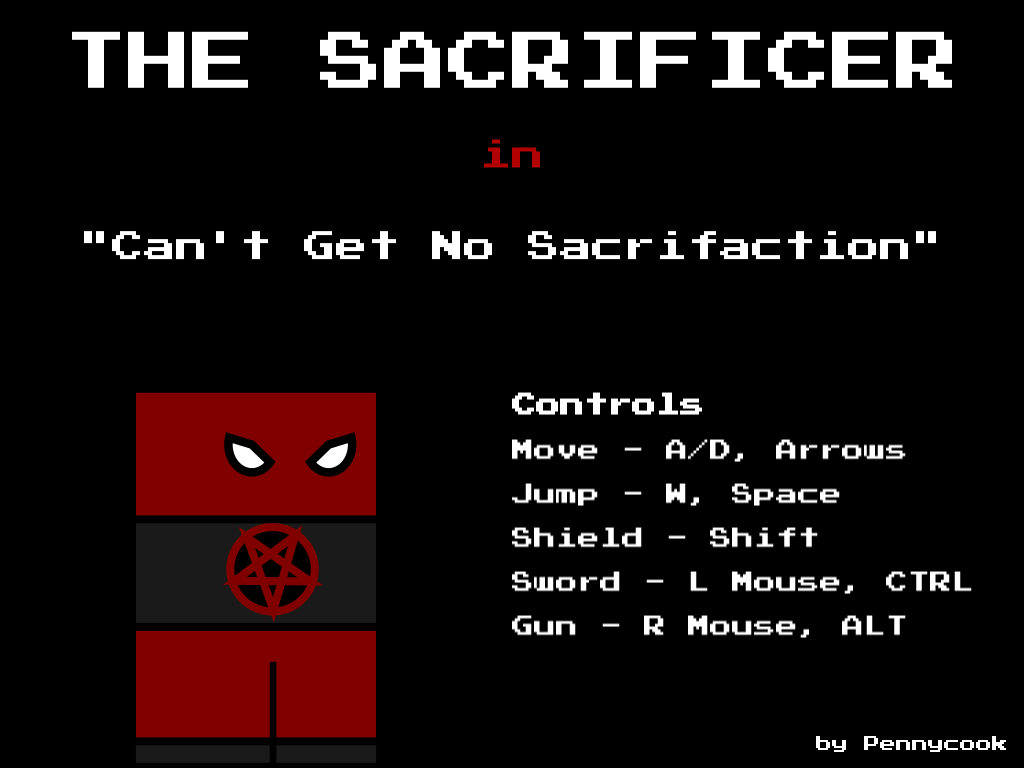 THE SACRIFICER
in
"Can't Get No Sacrifaction"
Controls
Move - A/D, Arrows
Jump - W, Space
Shield - Shift
Sword - L Mouse, CTRL
Gun - R Mouse, ALT
by Pennycook